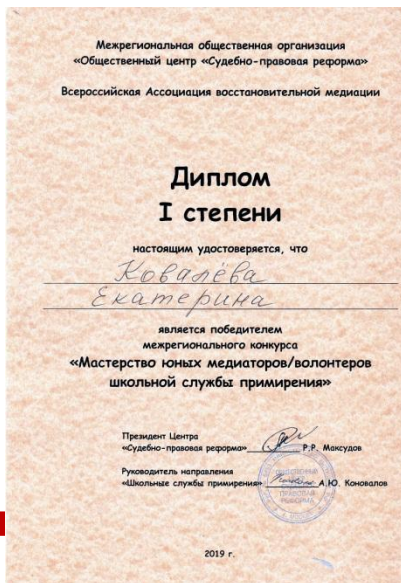 Межрегиональная общественная организация
«Общественный центр «Судебно-правовая реформа»
Всероссийская Ассоциация восстановительной медиации
Диплом
I степени
настоящим удостоверяется, что
Ковалёва
Екатерина
является победителем
межрегионального конкурса
«Мастерство юных медиаторов/волонтеров
школьной службы примирения»
Президент Центра
«Судебно-правовая реформа» Р.Р. Максудов
Руководитель направления
«Школьные службы примирения» А.Ю. Коновалов
ПРАВОВАЯ
РЕФОРМА
2019 г.